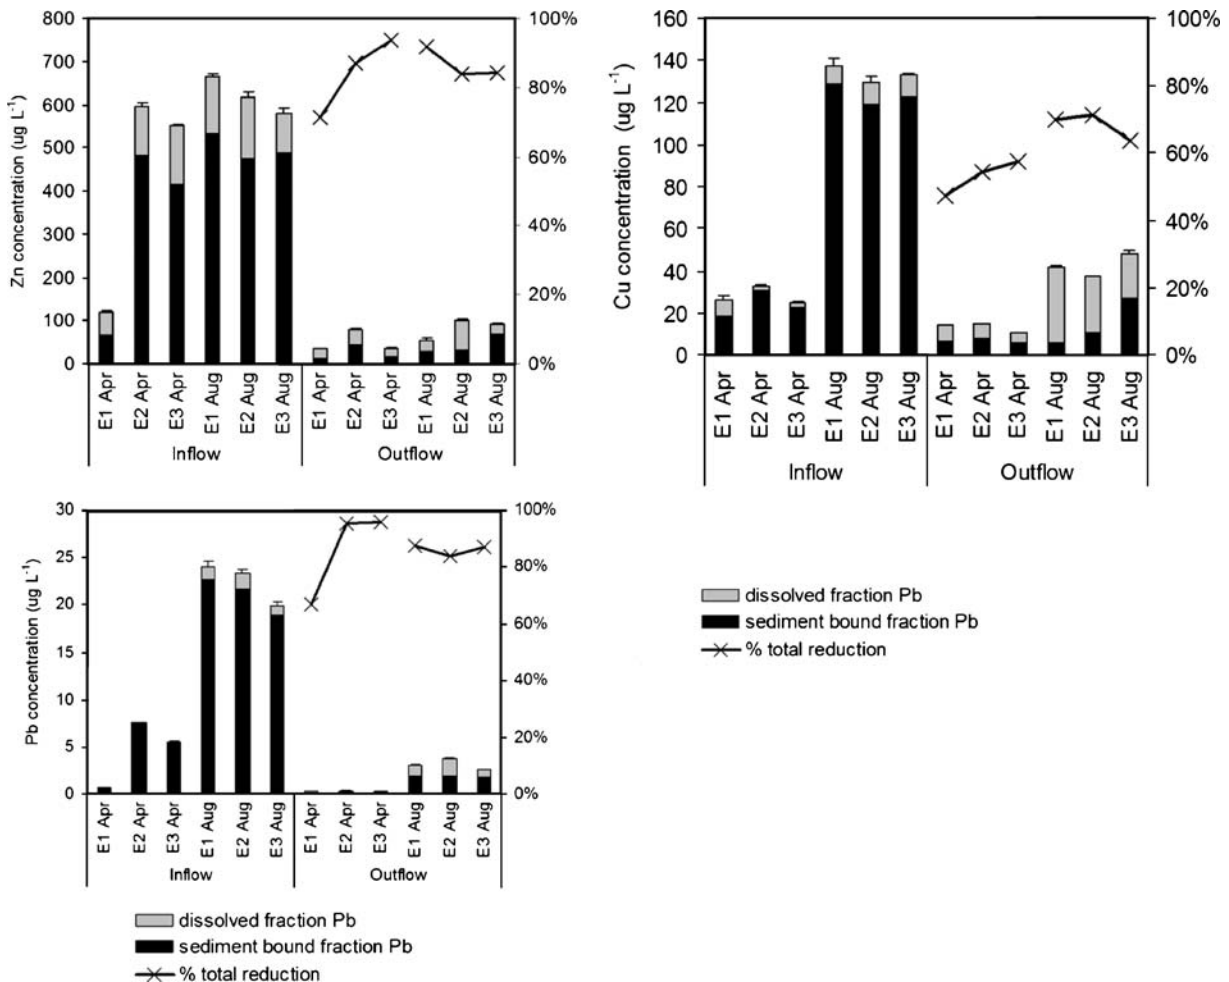 800
700
600
500
400
300
200
100
0
Zn concentration (ug L⁻¹)
100%
80%
60%
40%
20%
0%
E1 Apr
E2 Apr
E3 Apr
E1 Aug
E2 Aug
E3 Aug
E1 Apr
E2 Apr
E3 Apr
E1 Aug
E2 Aug
E3 Aug
Inflow
Outflow
160
140
120
100
80
60
40
20
0
Cu concentration (ug L⁻¹)
100%
80%
60%
40%
20%
0%
E1 Apr
E2 Apr
E3 Apr
E1 Aug
E2 Aug
E3 Aug
E1 Apr
E2 Apr
E3 Apr
E1 Aug
E2 Aug
E3 Aug
Inflow
Outflow
30
25
20
15
10
5
0
Pb concentration (ug L⁻¹)
100%
80%
60%
40%
20%
0%
E1 Apr
E2 Apr
E3 Apr
E1 Aug
E2 Aug
E3 Aug
E1 Apr
E2 Apr
E3 Apr
E1 Aug
E2 Aug
E3 Aug
Inflow
Outflow
dissolved fraction Pb
sediment bound fraction Pb
% total reduction
dissolved fraction Pb
sediment bound fraction Pb
% total reduction